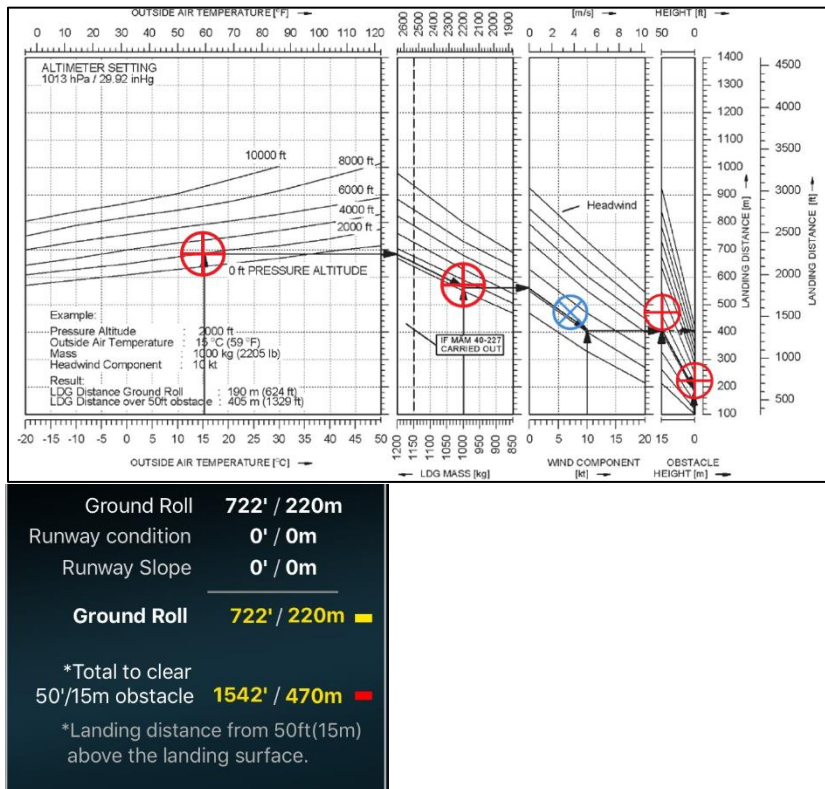 OUTSIDE AIR TEMPERATURE [°F]
[m/s]
HEIGHT [ft]
0 10 20 30 40 50 60 70 80 90 100 110 120
2600 2500 2400 2300 2200 2100 2000 1900
0 2 4 6 8 10
50 0
ALTIMETER SETTING
1013 hPa / 29.92 inHg
10000 ft
8000 ft
6000 ft
4000 ft
2000 ft
0 ft PRESSURE ALTITUDE
Example:
Pressure Altitude : 2000 ft
Outside Air Temperature : 15 °C (59 °F)
Mass : 1000 kg (2205 lb)
Headwind Component : 10 kt
Result:
LDG Distance Ground Roll : 190 m (624 ft)
LDG Distance over 50ft obstacle : 405 m (1329 ft)
IF MÄM 40-227
CARRIED OUT
Headwind
1400
1300
1200
1100
1000
900
800
700
600
500
400
300
200
100
LANDING DISTANCE [m]
4500
4000
3500
3000
2500
2000
1500
1000
500
LANDING DISTANCE [ft]
-20 -15 -10 -5 0 5 10 15 20 25 30 35 40 45 50
1200 1150 1100 1050 1000 950 900 850
0 5 10 15 20
15 0
OUTSIDE AIR TEMPERATURE [°C]
LDG MASS [kg]
WIND COMPONENT
[kt]
OBSTACLE
HEIGHT [m]
Ground Roll 722' / 220m
Runway condition 0' / 0m
Runway Slope 0' / 0m
Ground Roll 722' / 220m
*Total to clear
50'/15m obstacle 1542' / 470m
*Landing distance from 50ft(15m)
above the landing surface.